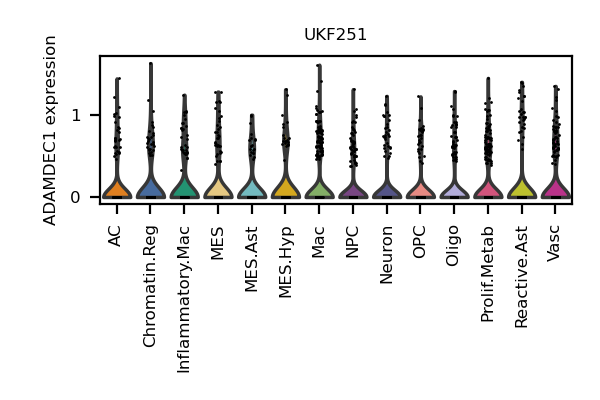 UKF251
ADAMDEC1 expression
1
0
AC
Chromatin.Reg
Inflammatory.Mac
MES
MES.Ast
MES.Hyp
Mac
NPC
Neuron
OPC
Oligo
Prolif.Metab
Reactive.Ast
Vasc